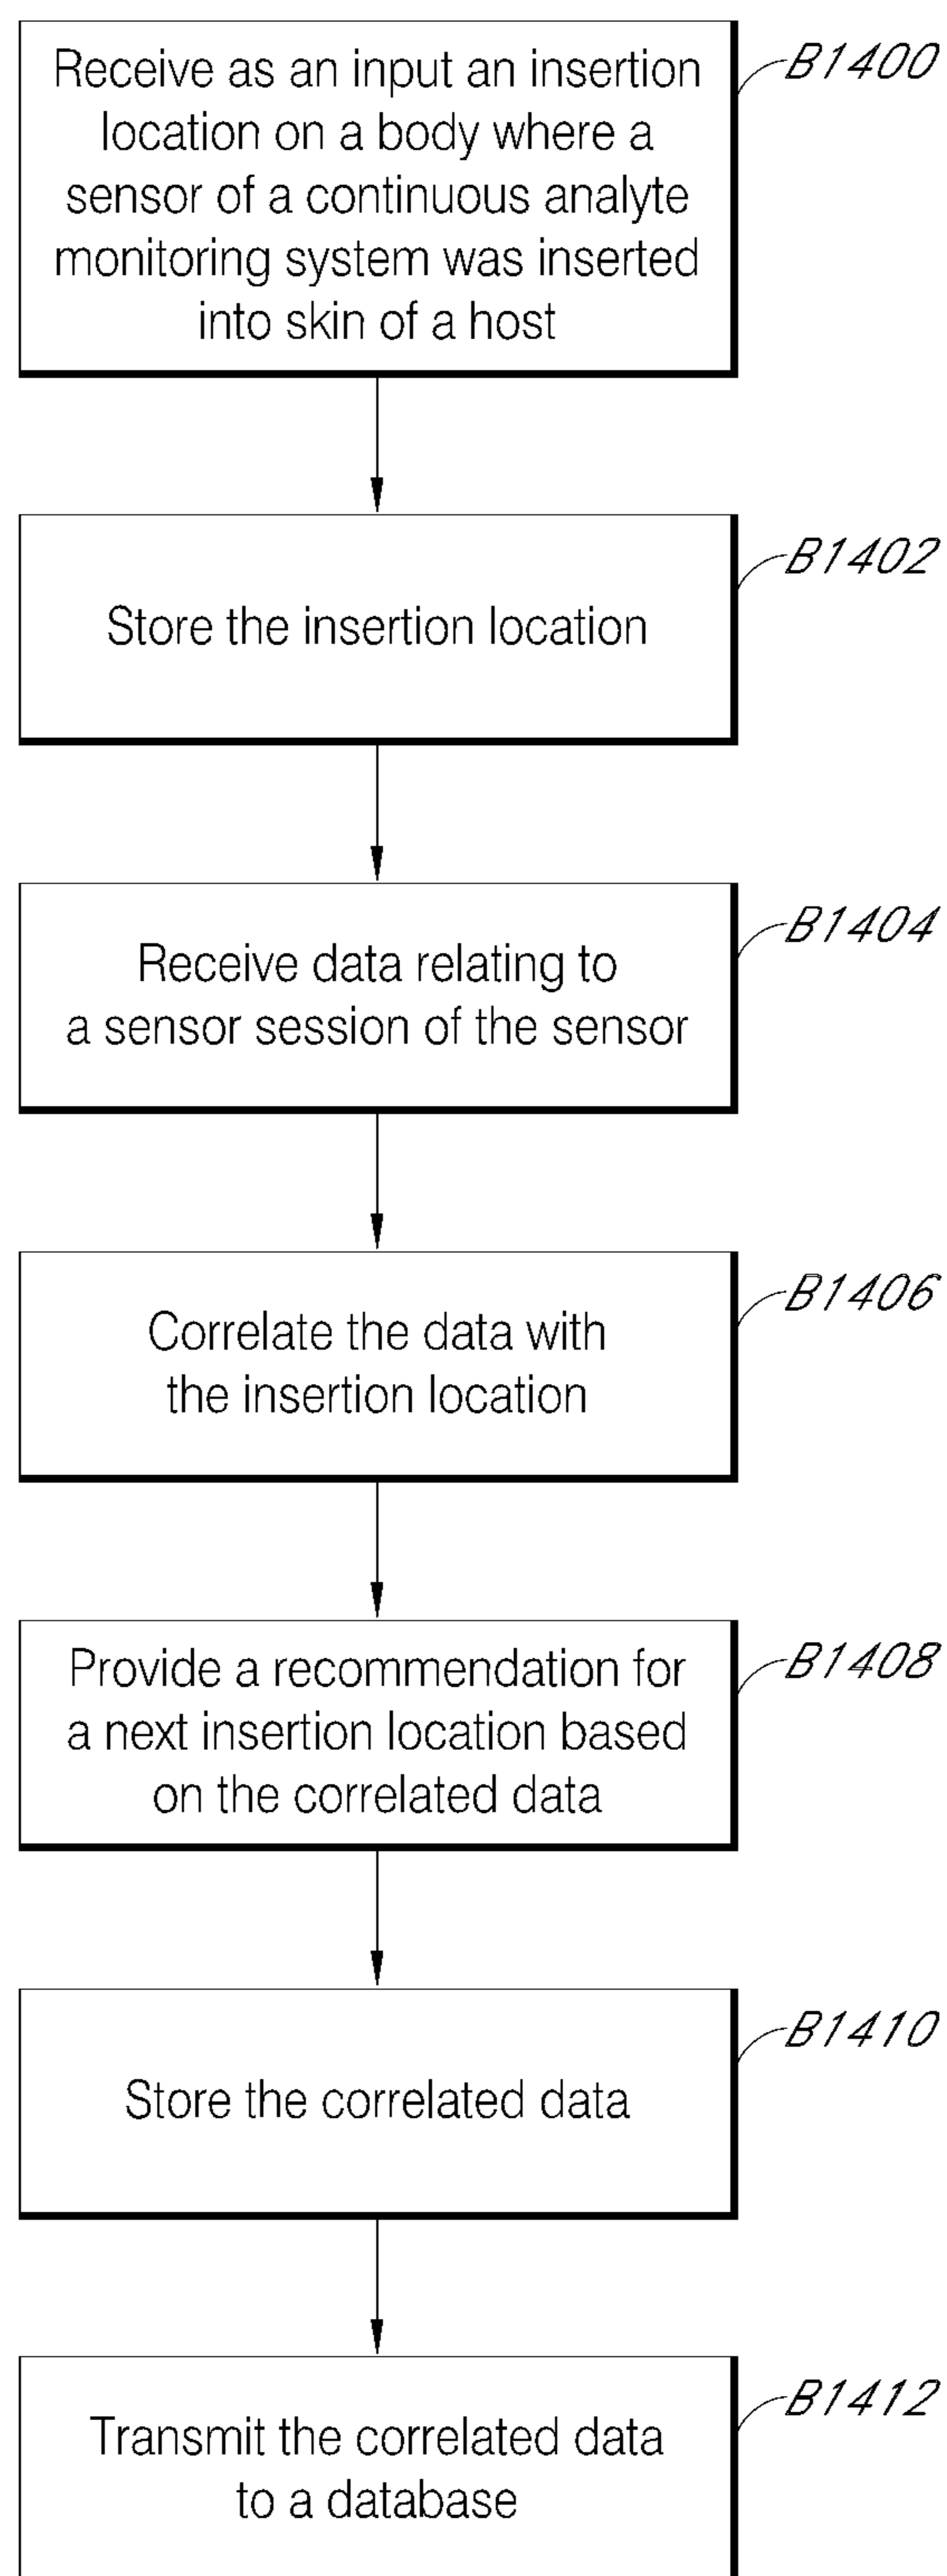 Receive as an input an insertion
location on a body where a
sensor of a continuous analyte
monitoring system was inserted
into skin of a host
B1400
Store the insertion location
B1402
Receive data relating to
a sensor session of the sensor
B1404
Correlate the data with
the insertion location
B1406
Provide a recommendation for
a next insertion location based
on the correlated data
B1408
Store the correlated data
B1410
Transmit the correlated data
to a database
B1412